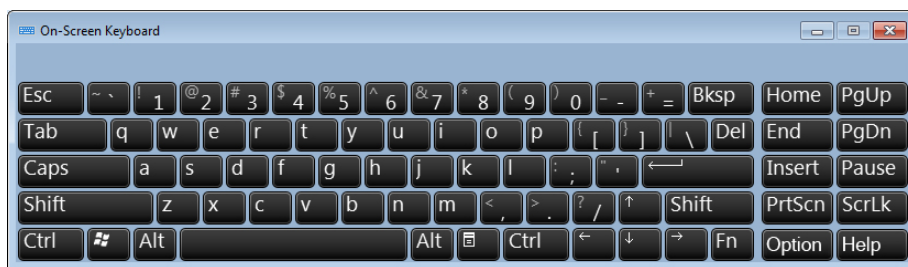 On-Screen Keyboard
Esc ~ ` ! 1 @ 2 # 3 $ 4 % 5 ^ 6 & 7 * 8 ( 9 ) 0 _ - + = Bksp Home PgUp
Tab q w e r t y u i o p { [ } ] | \ Del End PgDn
Caps a s d f g h j k l : ; " ' Insert Pause
Shift z x c v b n m < , > . ? / ↑ Shift PrtScn ScrLk
Ctrl Alt Alt Ctrl ← ↓ → Fn Option Help